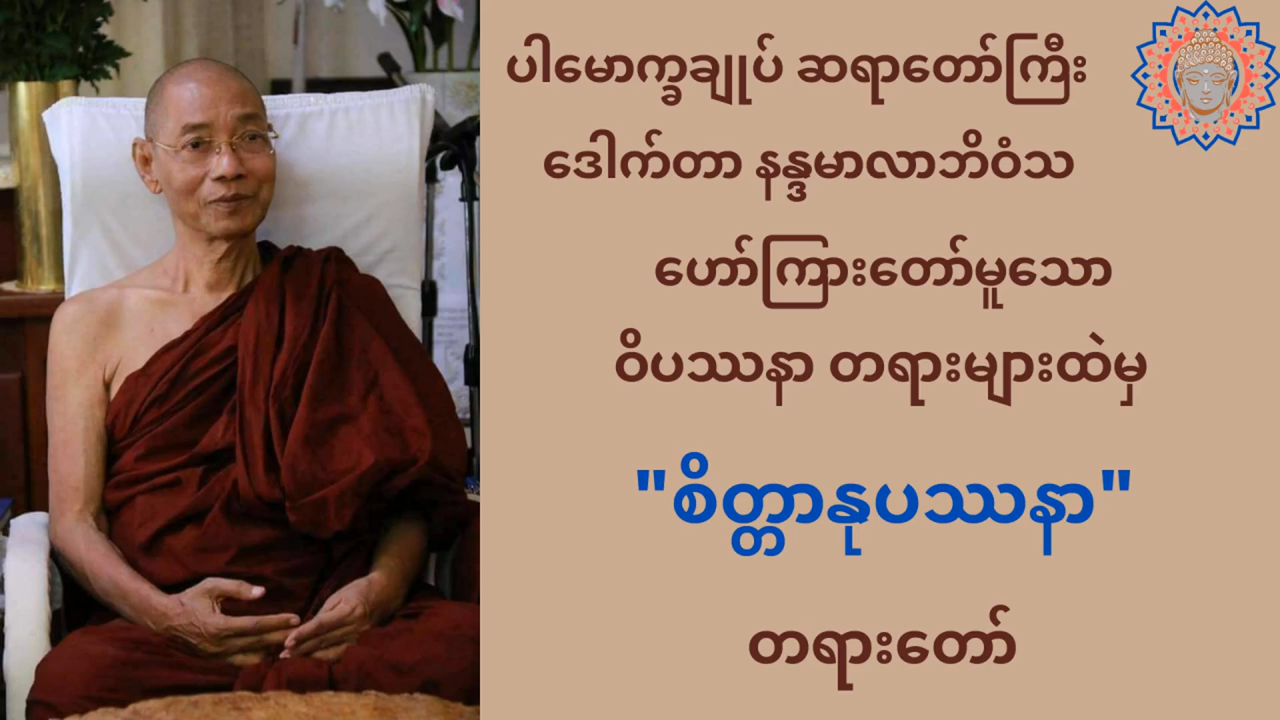 ပါမောက္ခချုပ် ဆရာတော်ကြီး
ဒေါက်တာ နန္ဒမာလာဘိဝံသ
ဟော်ကြားတော်မူသော
ဝိပဿနာ တရားများထဲမှ
"စိတ္တာနုပဿနာ"
တရားတော်